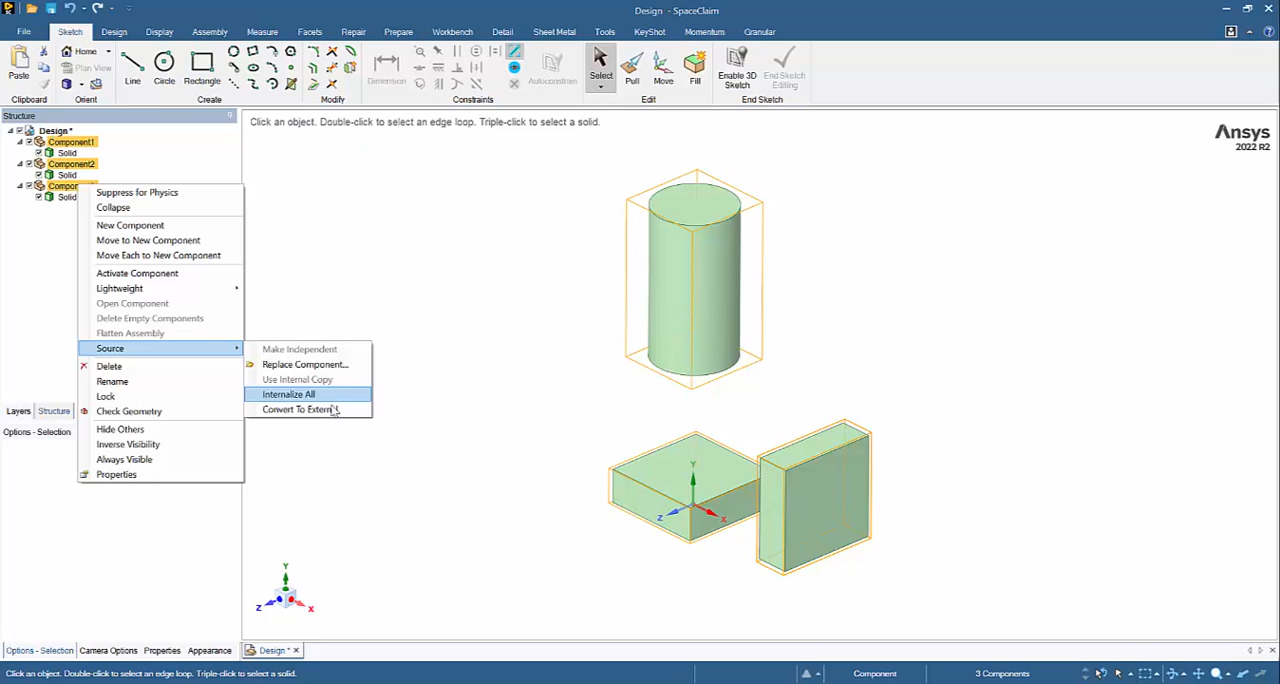 Design - SpaceClaim
File Sketch Design Display Assembly Measure Facets Repair Prepare Workbench Detail Sheet Metal Tools KeyShot Momentum Granular
Paste
Home
Plan View
Line
Circle
Rectangle
Dimension
Autoconstrain
Select
Pull
Move
Fill
Enable 3D Sketch
End Sketch Editing
Clipboard Orient Create Modify Constraints Edit End Sketch
Structure
Design*
Component1
Solid
Component2
Solid
Solid
Suppress for Physics
Collapse
New Component
Move to New Component
Move Each to New Component
Activate Component
Lightweight
Open Component
Delete Empty Components
Flatten Assembly
Source
Delete
Rename
Lock
Check Geometry
Hide Others
Inverse Visibility
Always Visible
Properties
Make Independent
Replace Component...
Use Internal Copy
Internalize All
Convert To External
Click an object. Double-click to select an edge loop. Triple-click to select a solid.
Ansys
2022 R2
Y
Z
X
Y
Z
X
Layers Structure
Options - Selection
Options - Selection Camera Options Properties Appearance
Design*
Click an object. Double-click to select an edge loop. Triple-click to select a solid.
Component
3 Components